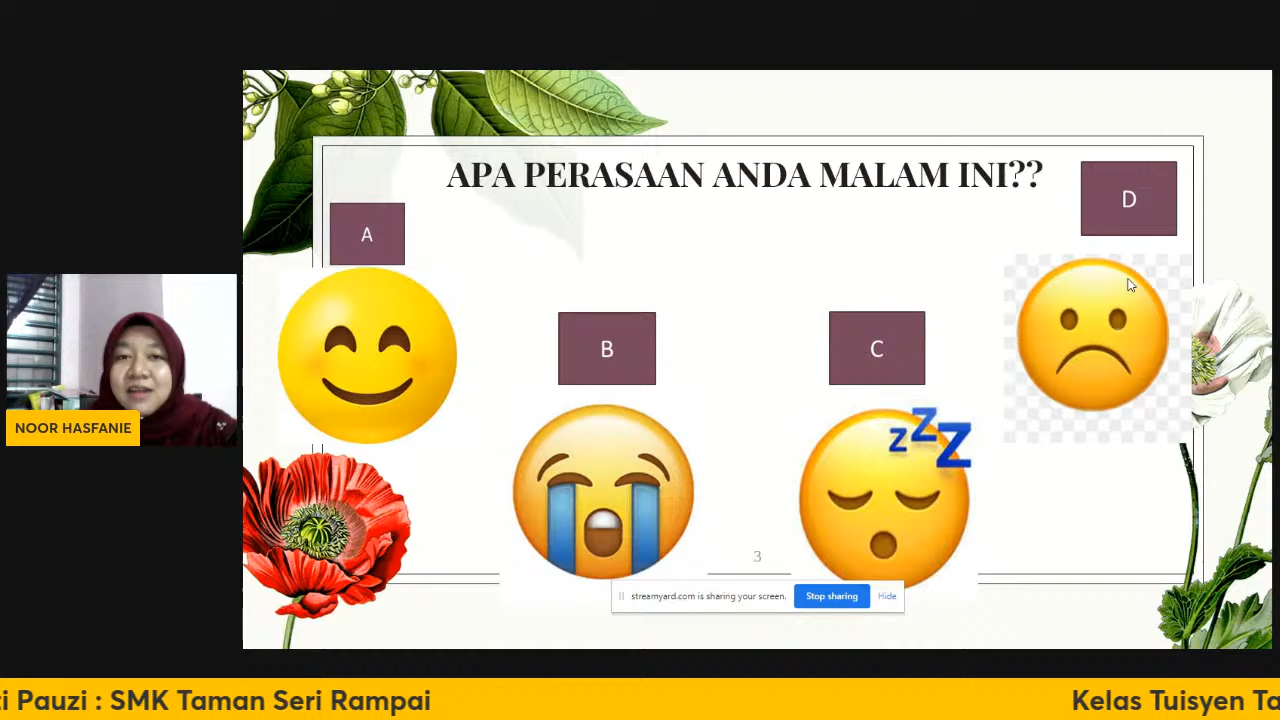 APA PERASAAN ANDA MALAM INI??
A
B
C
D
zzZ
NOOR HASFANIE
3
streamyard.com is sharing your screen.
Stop sharing
Hide
Pauzi : SMK Taman Seri Rampai
Kelas Tuisyen